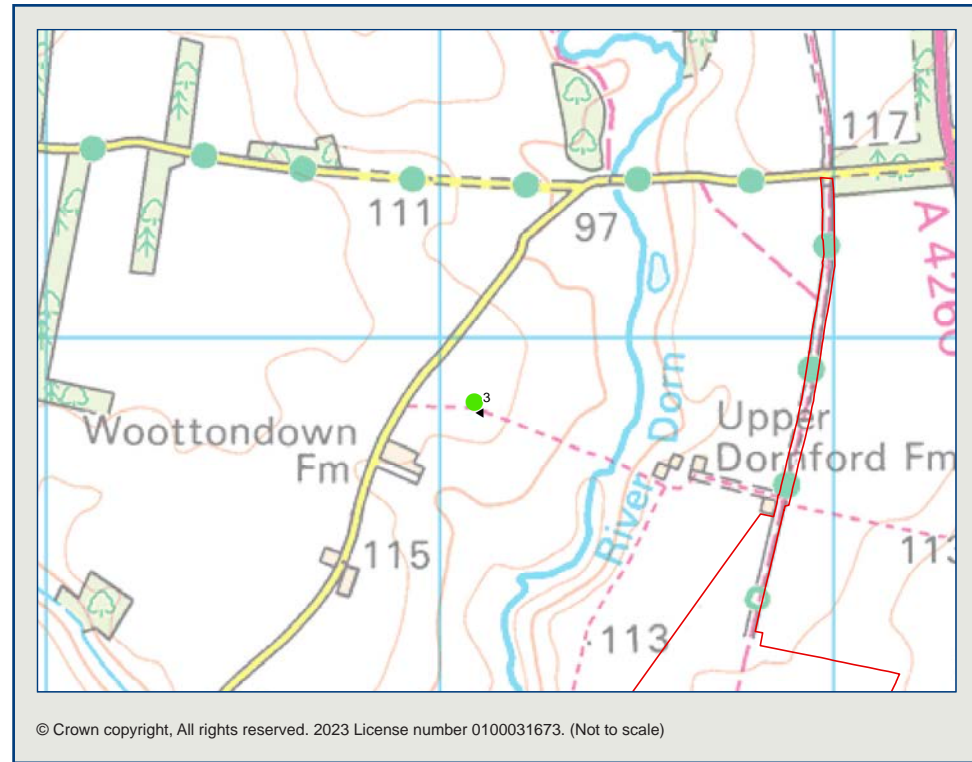 117
111
97
A 4260
3
Woottondown
Fm
Upper
Dornford Fm
River Dorn
115
113
113
© Crown copyright, All rights reserved. 2023 License number 0100031673. (Not to scale)